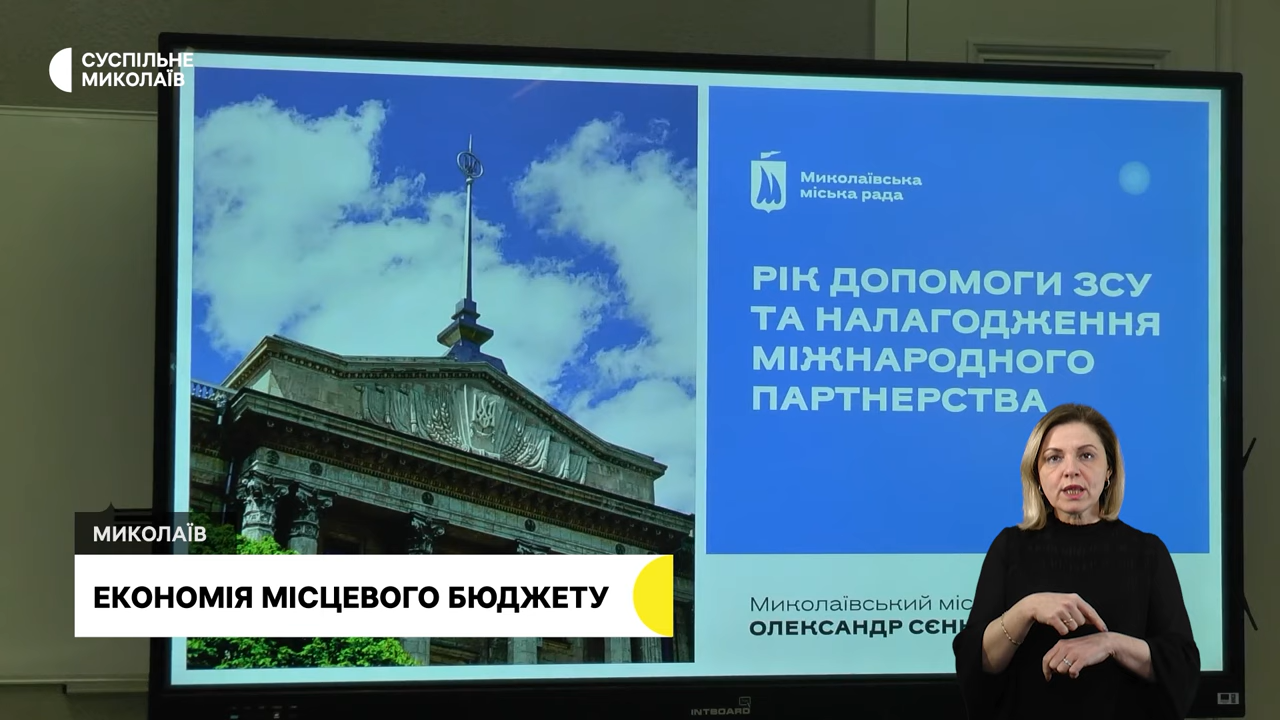 СУСПІЛЬНЕ
МИКОЛАЇВ
Миколаївська
міська рада
РІК ДОПОМОГИ ЗСУ
ТА НАЛАГОДЖЕННЯ
МІЖНАРОДНОГО
ПАРТНЕРСТВА
Миколаївський
ОЛЕКСАНДР
МИКОЛАЇВ
ЕКОНОМІЯ МІСЦЕВОГО БЮДЖЕТУ
INTBOARD